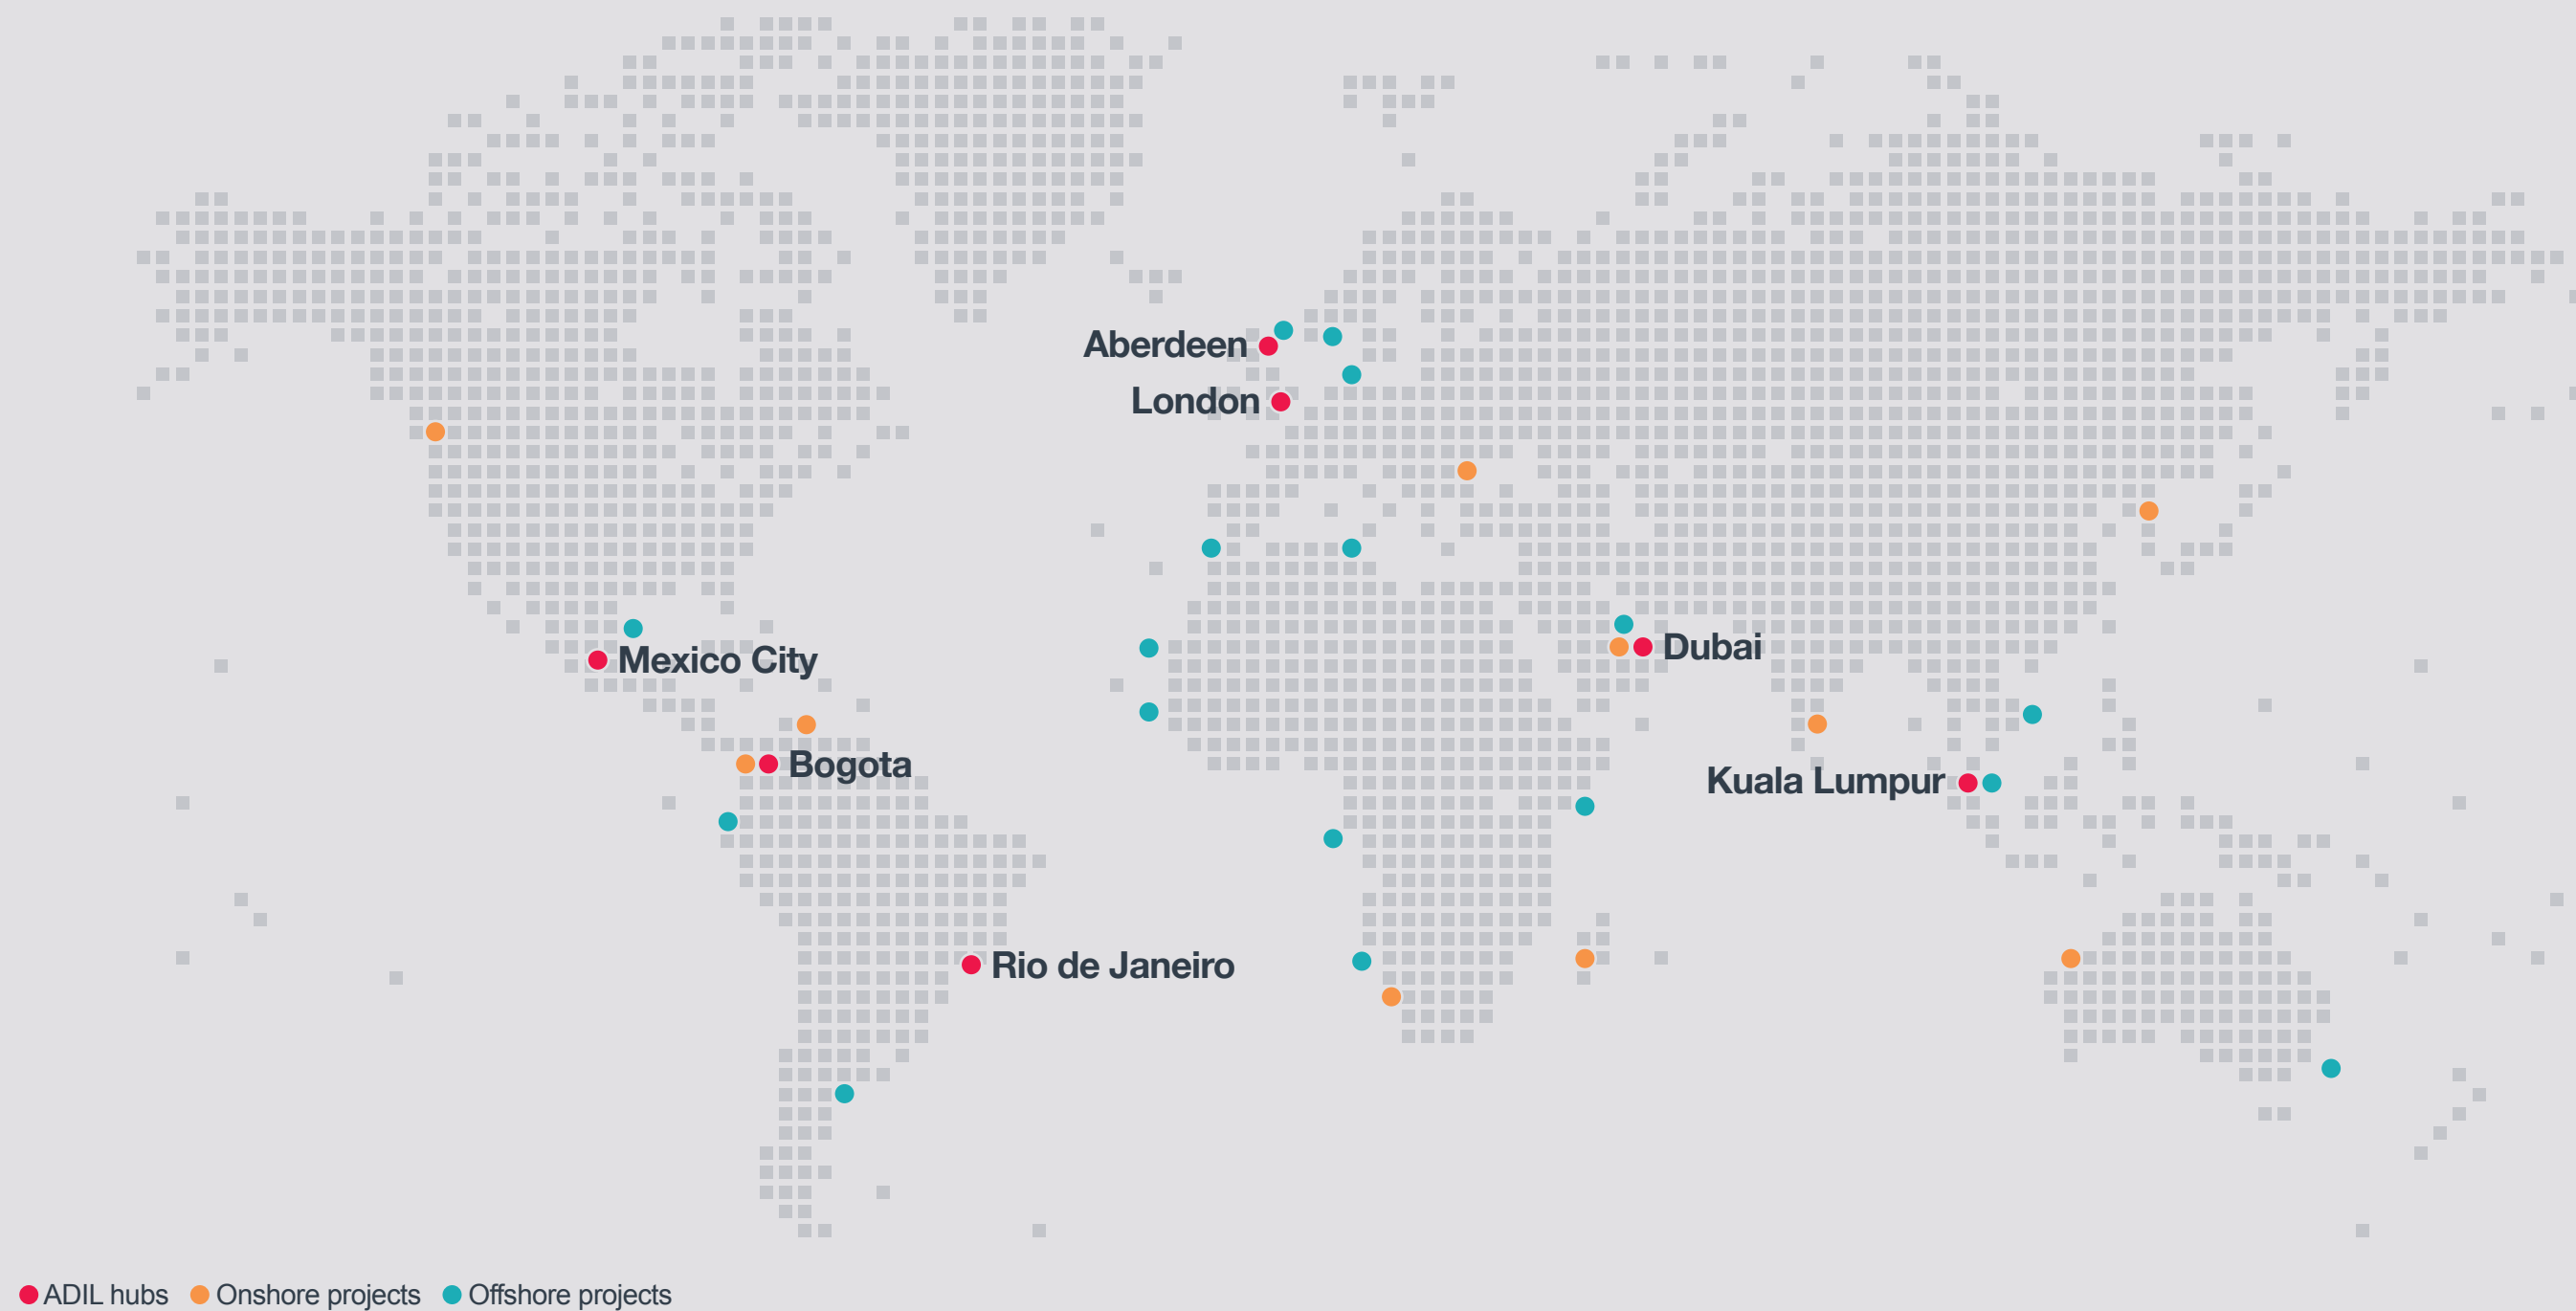 Aberdeen
London
Mexico City
Dubai
Bogota
Kuala Lumpur
Rio de Janeiro
ADIL hubs Onshore projects Offshore projects